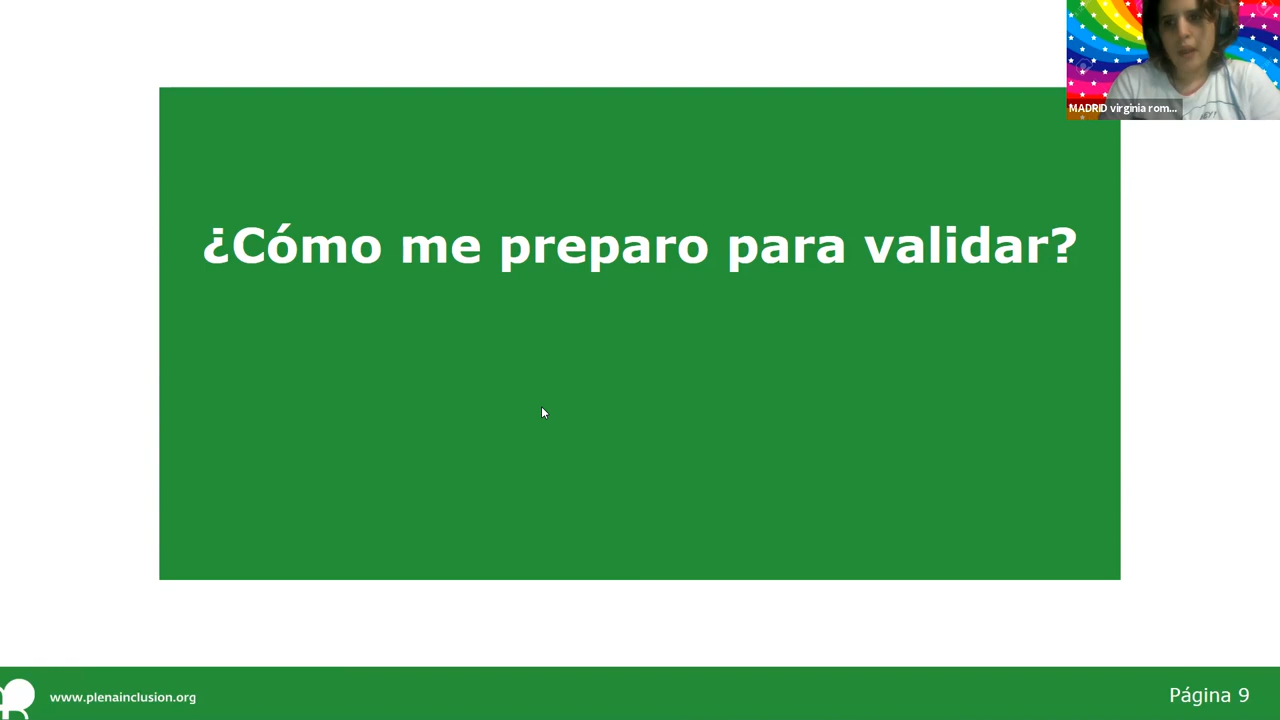 MADRID virginia rom...
¿Cómo me preparo para validar?
www.plenainclusion.org
Página 9